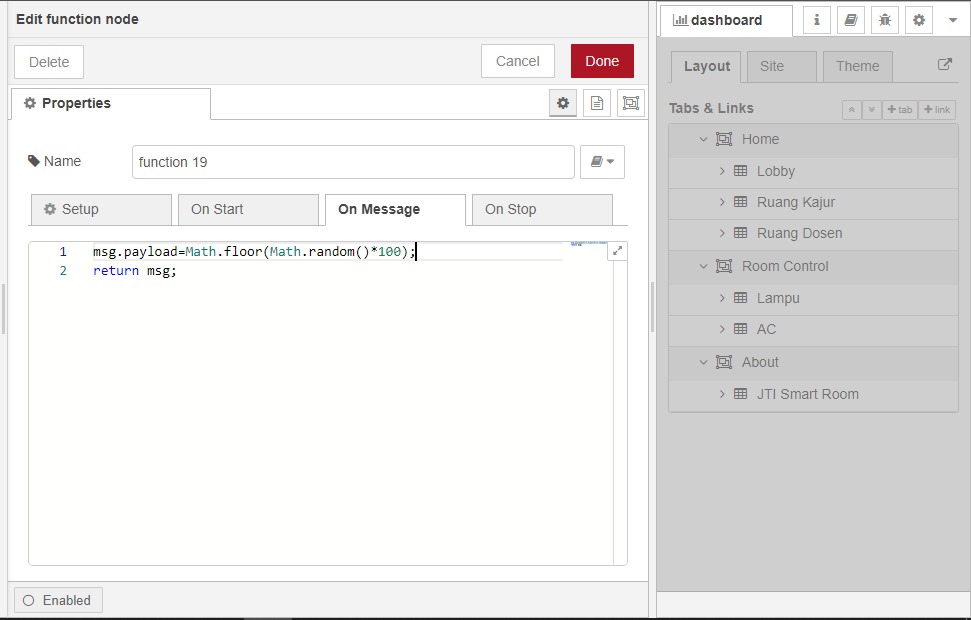 Edit function node
Delete
Cancel
Done
Properties
Name
function 19
Setup
On Start
On Message
On Stop
1 msg.payload=Math.floor(Math.random()*100);
2 return msg;
Enabled
dashboard
Layout
Site
Theme
Tabs & Links
+ tab
+ link
Home
Lobby
Ruang Kajur
Ruang Dosen
Room Control
Lampu
AC
About
JTI Smart Room